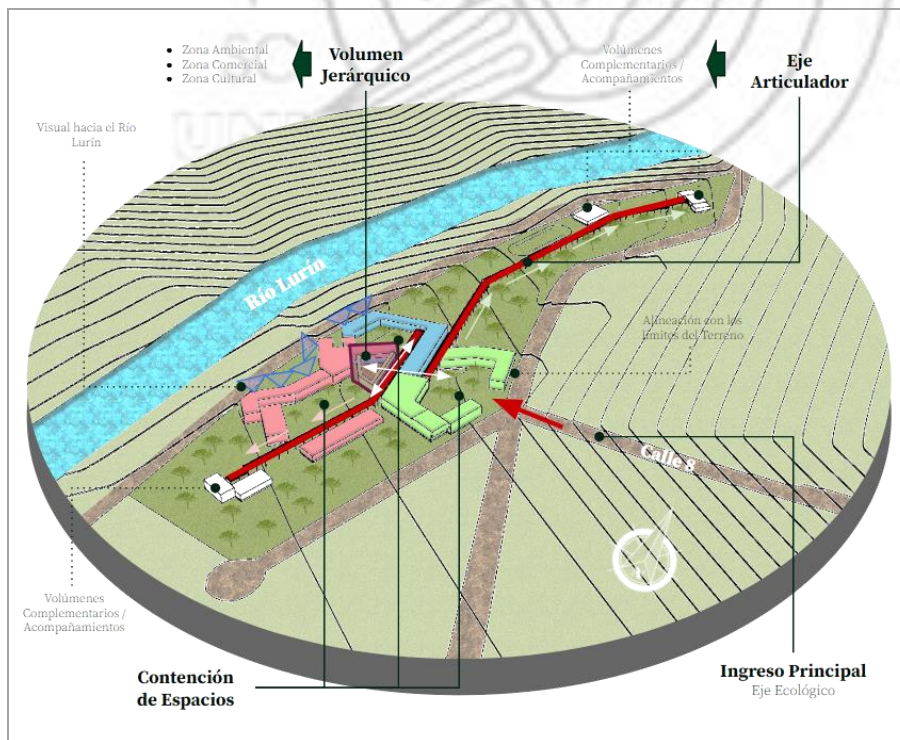 Zona Ambiental
Zona Comercial
Zona Cultural
Volumen
Jerárquico
Volúmenes
Complementarios /
Acompañamientos
Eje
Articulador
Visual hacia el Río
Lurín
Río Lurín
Alineación con los
límites del Terreno
Calle 8
Volúmenes
Complementarios /
Acompañamientos
Contención
de Espacios
Ingreso Principal
Eje Ecológico